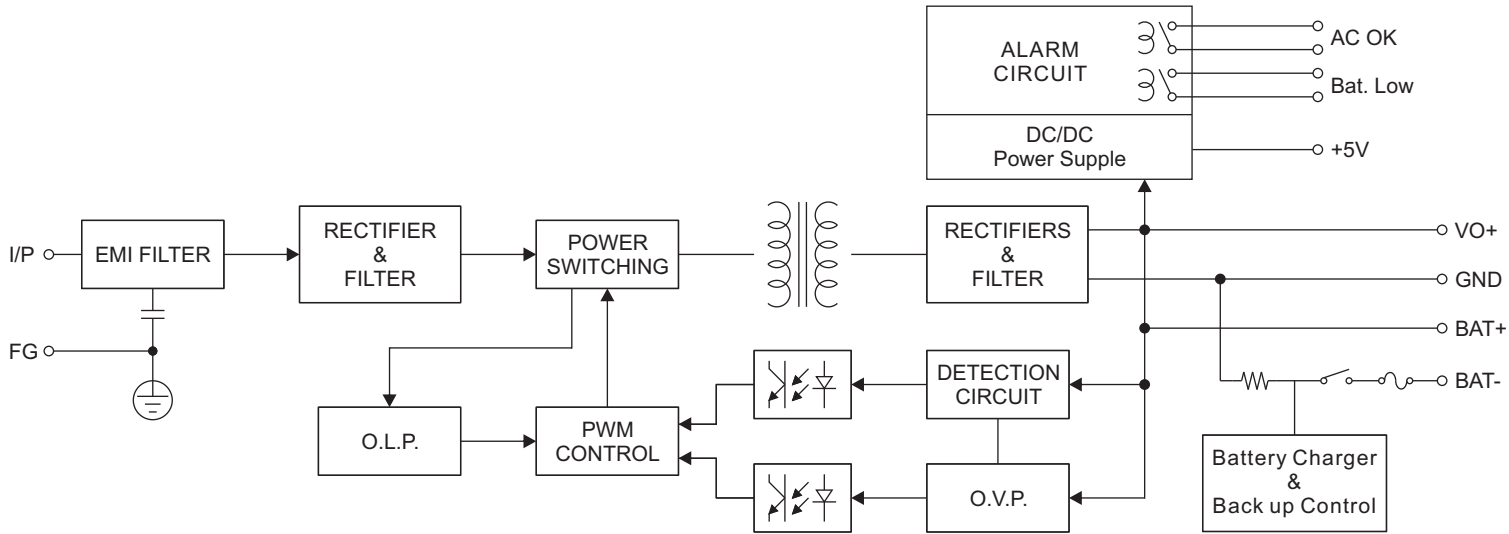 ALARM
CIRCUIT
AC OK
Bat. Low
DC/DC
Power Supple
+5V
I/P
EMI FILTER
RECTIFIER
&
FILTER
POWER
SWITCHING
RECTIFIERS
&
FILTER
VO+
GND
FG
BAT+
BAT-
O.L.P.
PWM
CONTROL
DETECTION
CIRCUIT
O.V.P.
Battery Charger
&
Back up Control